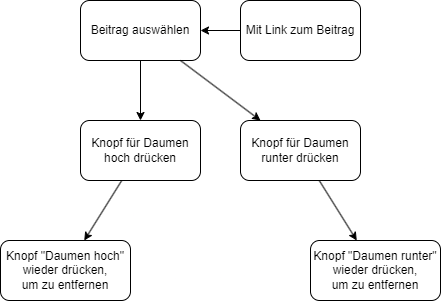 Beitrag auswählen
Mit Link zum Beitrag
Knopf für Daumen
hoch drücken
Knopf für Daumen
runter drücken
Knopf "Daumen hoch"
wieder drücken,
um zu entfernen
Knopf "Daumen runter"
wieder drücken,
um zu entfernen